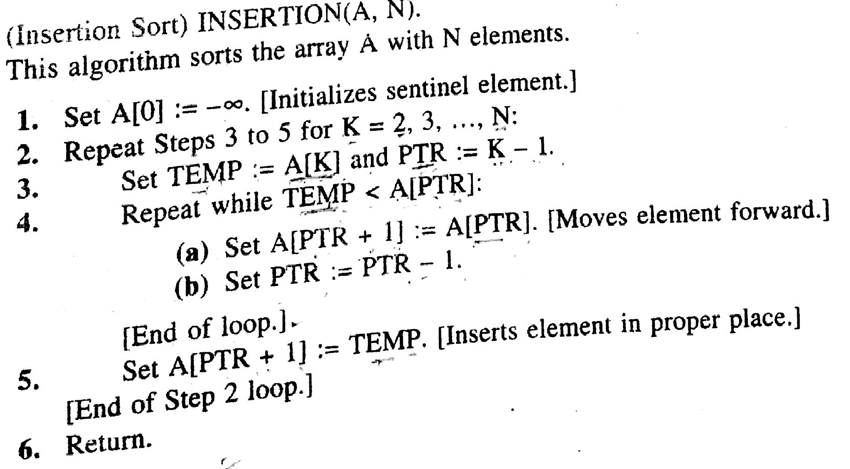 (Insertion Sort) INSERTION(A, N).
This algorithm sorts the array A with N elements.
1. Set A[0] := −∞. [Initializes sentinel element.]
2. Repeat Steps 3 to 5 for K = 2, 3, ..., N:
3. Set TEMP := A[K] and PTR := K − 1.
4. Repeat while TEMP < A[PTR]:
(a) Set A[PTR + 1] := A[PTR]. [Moves element forward.]
(b) Set PTR := PTR − 1.
[End of loop.]
5. Set A[PTR + 1] := TEMP. [Inserts element in proper place.]
[End of Step 2 loop.]
6. Return.